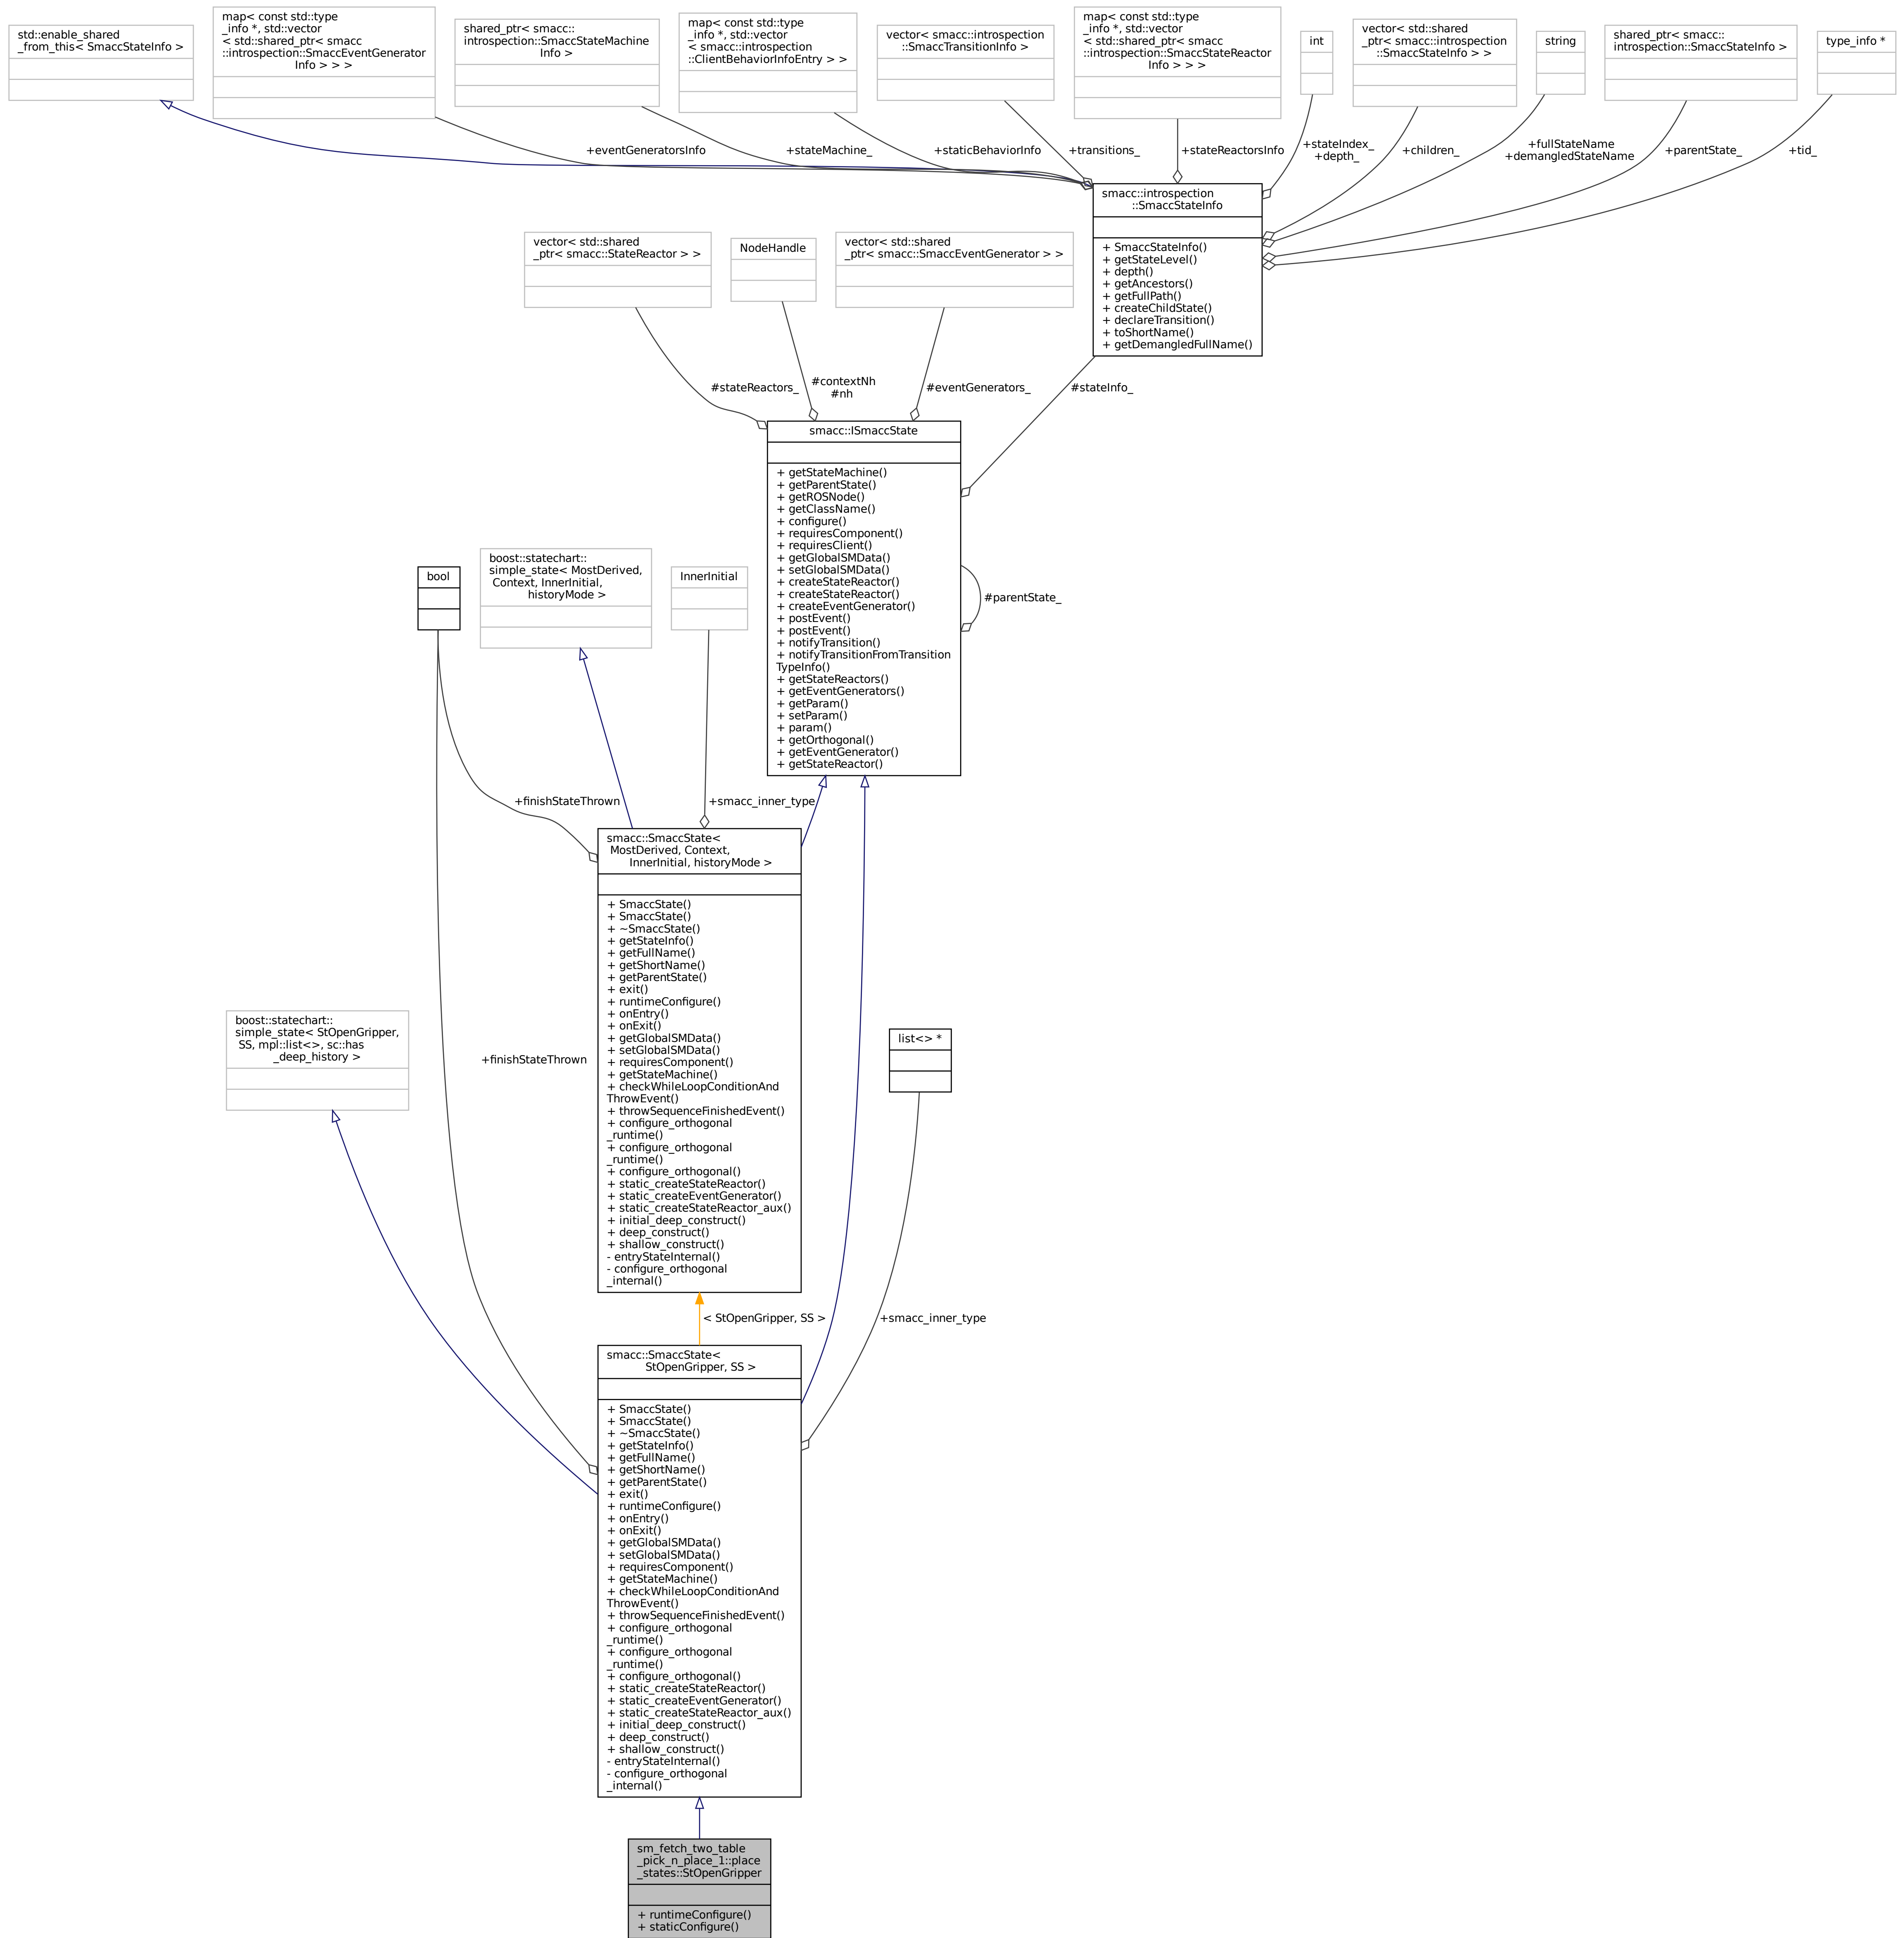 std::enable_shared
_from_this< SmaccStateInfo >
map< const std::type
_info *, std::vector
< std::shared_ptr< smacc
::introspection::SmaccEventGenerator
Info > > >
shared_ptr< smacc::
introspection::SmaccStateMachine
Info >
map< const std::type
_info *, std::vector
< smacc::introspection
::ClientBehaviorInfoEntry > >
vector< smacc::introspection
::SmaccTransitionInfo >
map< const std::type
_info *, std::vector
< std::shared_ptr< smacc
::introspection::SmaccStateReactor
Info > > >
int
vector< std::shared
_ptr< smacc::introspection
::SmaccStateInfo > >
string
shared_ptr< smacc::
introspection::SmaccStateInfo >
type_info *
+eventGeneratorsInfo
+stateMachine_
+staticBehaviorInfo
+transitions_
+stateReactorsInfo
+stateIndex_
+depth_
+children_
+fullStateName
+demangledStateName
+parentState_
+tid_
smacc::introspection
::SmaccStateInfo
+ SmaccStateInfo()
+ getStateLevel()
+ depth()
+ getAncestors()
+ getFullPath()
+ createChildState()
+ declareTransition()
+ toShortName()
+ getDemangledFullName()
vector< std::shared
_ptr< smacc::StateReactor > >
NodeHandle
vector< std::shared
_ptr< smacc::SmaccEventGenerator > >
#stateReactors_
#contextNh
#nh
#eventGenerators_
#stateInfo_
smacc::ISmaccState
+ getStateMachine()
+ getParentState()
+ getROSNode()
+ getClassName()
+ configure()
+ requiresComponent()
+ requiresClient()
+ getGlobalSMData()
+ setGlobalSMData()
+ createStateReactor()
+ createStateReactor()
+ createEventGenerator()
+ postEvent()
+ postEvent()
+ notifyTransition()
+ notifyTransitionFromTransition
TypeInfo()
+ getStateReactors()
+ getEventGenerators()
+ getParam()
+ setParam()
+ param()
+ getOrthogonal()
+ getEventGenerator()
+ getStateReactor()
#parentState_
bool
boost::statechart::
simple_state< MostDerived,
Context, InnerInitial,
historyMode >
InnerInitial
+finishStateThrown
+smacc_inner_type
smacc::SmaccState<
MostDerived, Context,
InnerInitial, historyMode >
+ SmaccState()
+ SmaccState()
+ ~SmaccState()
+ getStateInfo()
+ getFullName()
+ getShortName()
+ getParentState()
+ exit()
+ runtimeConfigure()
+ onEntry()
+ onExit()
+ getGlobalSMData()
+ setGlobalSMData()
+ requiresComponent()
+ getStateMachine()
+ checkWhileLoopConditionAnd
ThrowEvent()
+ throwSequenceFinishedEvent()
+ configure_orthogonal
_runtime()
+ configure_orthogonal
_runtime()
+ configure_orthogonal()
+ static_createStateReactor()
+ static_createEventGenerator()
+ static_createStateReactor_aux()
+ initial_deep_construct()
+ deep_construct()
+ shallow_construct()
- entryStateInternal()
- configure_orthogonal
_internal()
boost::statechart::
simple_state< StOpenGripper,
SS, mpl::list<>, sc::has
_deep_history >
+finishStateThrown
list<> *
< StOpenGripper, SS >
+smacc_inner_type
smacc::SmaccState<
StOpenGripper, SS >
+ SmaccState()
+ SmaccState()
+ ~SmaccState()
+ getStateInfo()
+ getFullName()
+ getShortName()
+ getParentState()
+ exit()
+ runtimeConfigure()
+ onEntry()
+ onExit()
+ getGlobalSMData()
+ setGlobalSMData()
+ requiresComponent()
+ getStateMachine()
+ checkWhileLoopConditionAnd
ThrowEvent()
+ throwSequenceFinishedEvent()
+ configure_orthogonal
_runtime()
+ configure_orthogonal
_runtime()
+ configure_orthogonal()
+ static_createStateReactor()
+ static_createEventGenerator()
+ static_createStateReactor_aux()
+ initial_deep_construct()
+ deep_construct()
+ shallow_construct()
- entryStateInternal()
- configure_orthogonal
_internal()
sm_fetch_two_table
_pick_n_place_1::place
_states::StOpenGripper
+ runtimeConfigure()
+ staticConfigure()